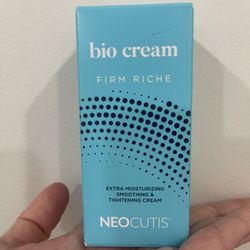 bio cream
FIRM RICHE
EXTRA MOISTURIZING
SMOOTHING &
TIGHTENING CREAM
NEOCUTIS